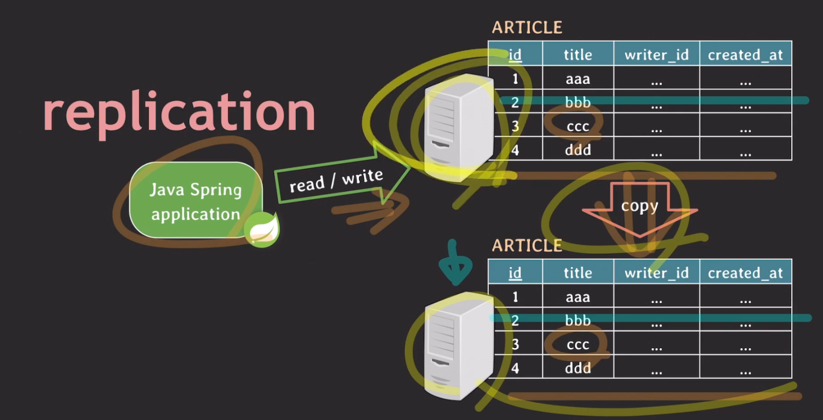 replication
Java Spring
application
read / write
ARTICLE
id title writer_id created_at
1 aaa ... ...
2 bbb ... ...
3 ccc ... ...
4 ddd ... ...
copy
ARTICLE
id title writer_id created_at
1 aaa ... ...
2 bbb ... ...
3 ccc ... ...
4 ddd ... ...